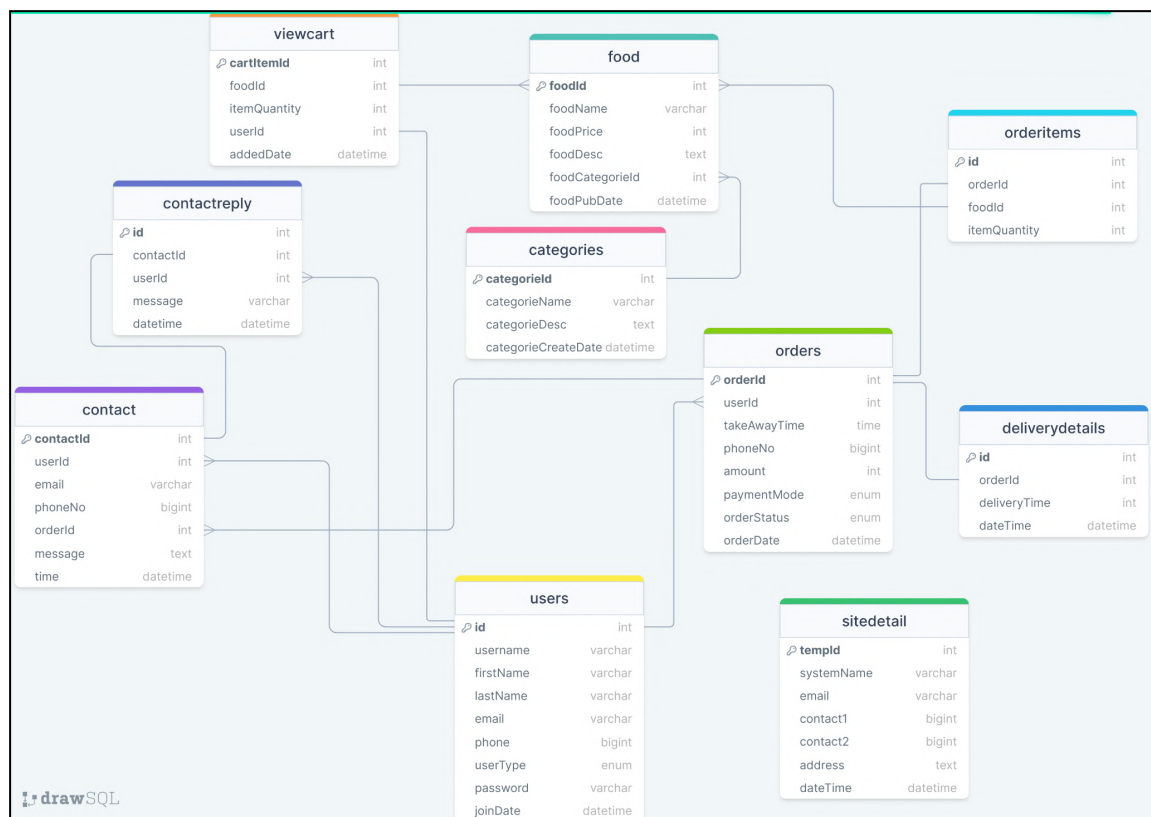 viewcart
cartItemId int
foodId int
itemQuantity int
userId int
addedDate datetime
food
foodId int
foodName varchar
foodPrice int
foodDesc text
foodCategorieId int
foodPubDate datetime
orderitems
id int
orderId int
foodId int
itemQuantity int
contactreply
id int
contactId int
userId int
message varchar
datetime datetime
categories
categorieId int
categorieName varchar
categorieDesc text
categorieCreateDate datetime
orders
orderId int
userId int
takeAwayTime time
phoneNo bigint
amount int
paymentMode enum
orderStatus enum
orderDate datetime
contact
contactId int
userId int
email varchar
phoneNo bigint
orderId int
message text
time datetime
deliverydetails
id int
orderId int
deliveryTime int
dateTime datetime
users
id int
username varchar
firstName varchar
lastName varchar
email varchar
phone bigint
userType enum
password varchar
joinDate datetime
sitedetail
tempId int
systemName varchar
email varchar
contact1 bigint
contact2 bigint
address text
dateTime datetime
drawSQL